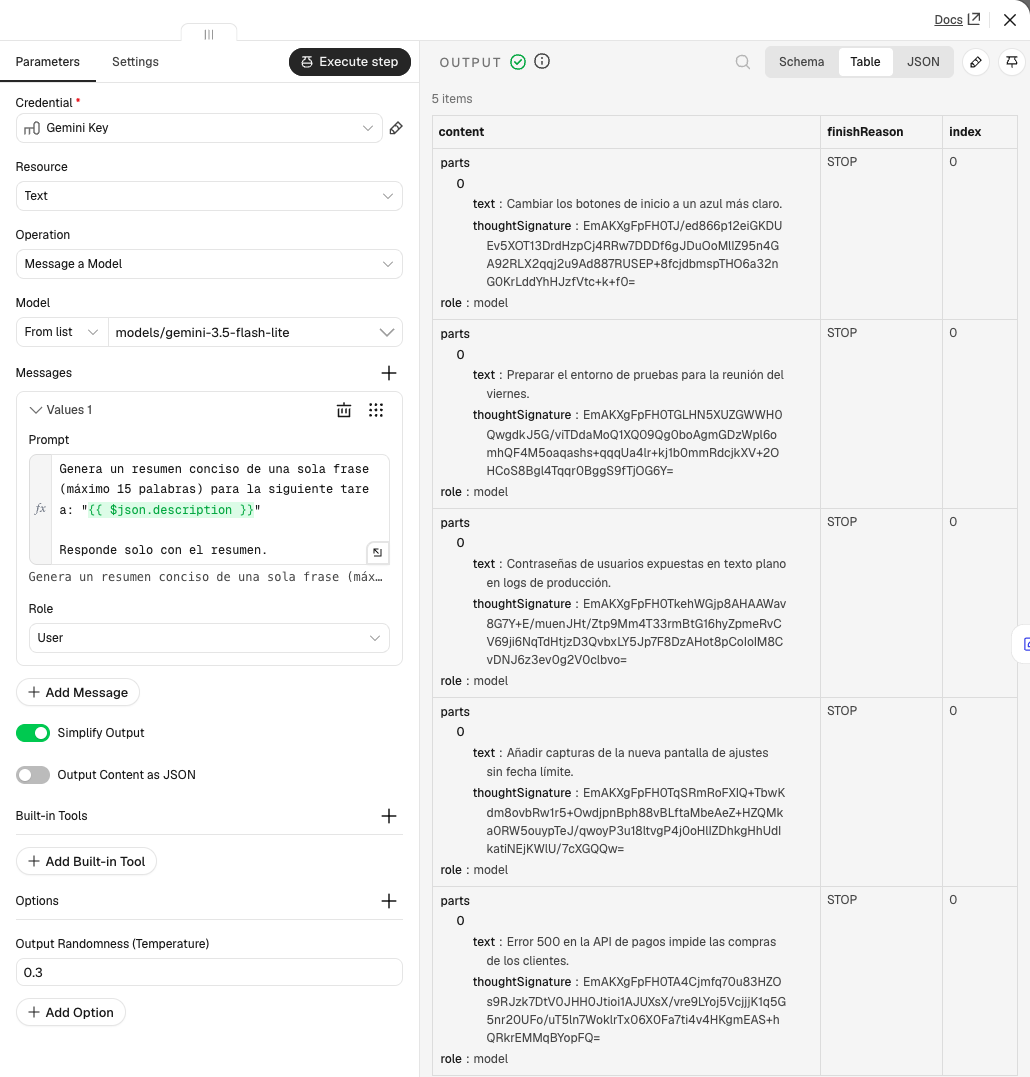 Docs
Parameters
Settings
Execute step
Credential *
Gemini Key
Resource
Text
Operation
Message a Model
Model
From list
models/gemini-3.5-flash-lite
Messages
Values 1
Prompt
fx
Genera un resumen conciso de una sola frase
(máximo 15 palabras) para la siguiente tare
a: "{{ $json.description }}"
Responde solo con el resumen.
Genera un resumen conciso de una sola frase (máx…
Role
User
Add Message
Simplify Output
Output Content as JSON
Built-in Tools
Add Built-in Tool
Options
Output Randomness (Temperature)
0.3
Add Option
OUTPUT
Schema
Table
JSON
5 items
content
finishReason
index
parts
STOP
0
0
text : Cambiar los botones de inicio a un azul más claro.
thoughtSignature : EmAKXgFpFH0TJ/ed866p12eiGKDU
Ev5XOT13DrdHzpCj4RRw7DDDf6gJDuOoMlIZ95n4G
A92RLX2qqj2u9Ad887RUSEP+8fcjdbmspTHO6a32n
G0KrLddYhHJzfVtc+k+f0=
role : model
parts
STOP
0
0
text : Preparar el entorno de pruebas para la reunión del
viernes.
thoughtSignature : EmAKXgFpFH0TGLHN5XUZGWWH0
QwgdkJ5G/viTDdaMoQ1XQ09Qg0boAgmGDzWpl6o
mhQF4M5oaqashs+qqqUa4lr+kj1b0mmRdcjkXV+2O
HCoS8Bgl4Tqqr0BggS9fTjOG6Y=
role : model
parts
STOP
0
0
text : Contraseñas de usuarios expuestas en texto plano
en logs de producción.
thoughtSignature : EmAKXgFpFH0TkehWGjp8AHAAWav
8G7Y+E/muenJHt/Ztp9Mm4T33rmBtG16hyZpmeRvC
V69ji6NqTdHtjzD3QvbxLY5Jp7F8DzAHot8pCoIoIM8C
vDNJ6z3ev0g2V0clbvo=
role : model
parts
STOP
0
0
text : Añadir capturas de la nueva pantalla de ajustes
sin fecha límite.
thoughtSignature : EmAKXgFpFH0TqSRmRoFXIQ+TbwK
dm8ovbRw1r5+OwdjpnBph88vBLftaMbeAeZ+HZQMk
a0RW5ouypTeJ/qwoyP3u18ltvgP4j0oHlIZDhkgHhUdI
katiNEjKWlU/7cXGQQw=
role : model
parts
STOP
0
0
text : Error 500 en la API de pagos impide las compras
de los clientes.
thoughtSignature : EmAKXgFpFH0TA4Cjmfq70u83HZO
s9RJzk7DtV0JHH0Jtioi1AJUXsX/vre9LYoj5VcjjjK1q5G
5nr20UFo/uT5ln7WoklrTx06X0Fa7ti4v4HKgmEAS+h
QRkrEMMqBYopFQ=
role : model